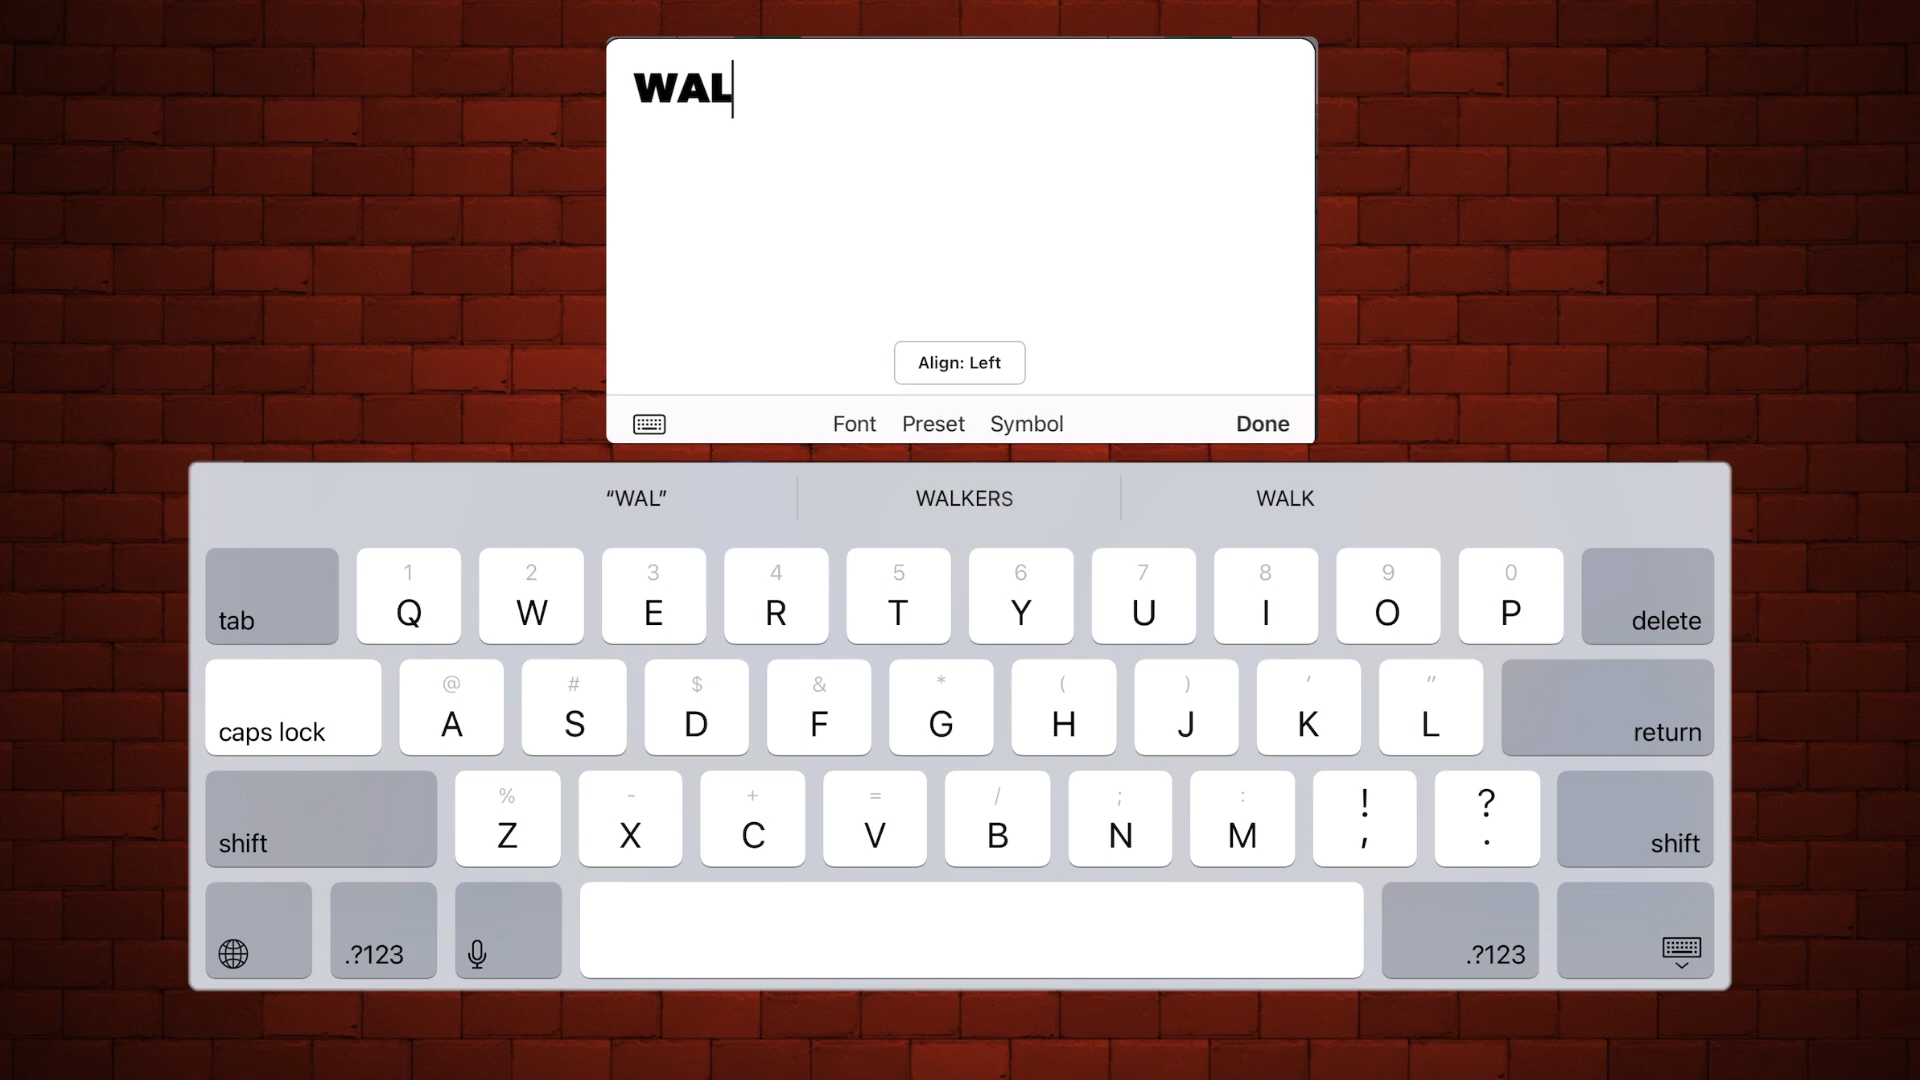 WAL
Align: Left
Font Preset Symbol Done
“WAL” WALKERS WALK
1 2 3 4 5 6 7 8 9 0
tab Q W E R T Y U I O P delete
@ # $ & * ( ) ′ ″
caps lock A S D F G H J K L return
% - + = / ; : ! ?
shift Z X C V B N M , . shift
.?123 .?123